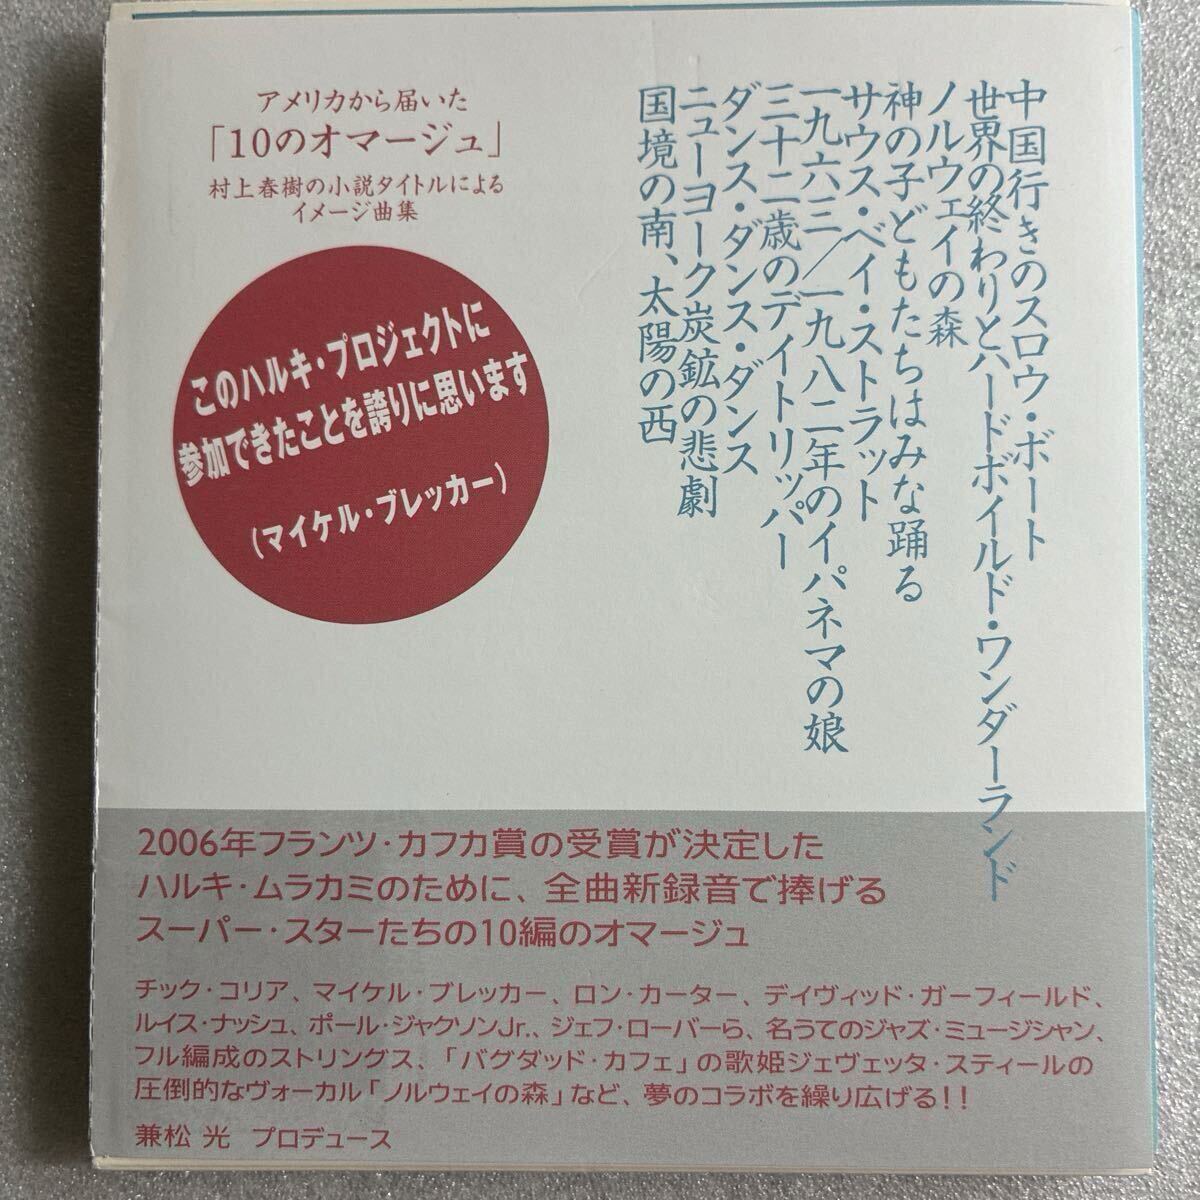 中国行きのスロウ・ボート
世界の終わりとハードボイルド・ワンダーランド
ノルウェイの森
神の子どもたちはみな踊る
サウス・ベイ・ストラット
一九六三/一九八二年のイパネマの娘
三十二歳のデイトリッパー
ダンス・ダンス・ダンス
ニューヨーク炭鉱の悲劇
国境の南、太陽の西
アメリカから届いた
「10のオマージュ」
村上春樹の小説タイトルによる
イメージ曲集
このハルキ・プロジェクトに
参加できたことを誇りに思います
(マイケル・ブレッカー)
2006年フランツ・カフカ賞の受賞が決定した
ハルキ・ムラカミのために、全曲新録音で捧げる
スーパー・スターたちの10編のオマージュ
チック・コリア、マイケル・ブレッカー、ロン・カーター、デイヴィッド・ガーフィールド、
ルイス・ナッシュ、ポール・ジャクソンJr.、ジェフ・ローバーら、名うてのジャズ・ミュージシャン、
フル編成のストリングス、「バグダッド・カフェ」の歌姫ジェヴェッタ・スティールの
圧倒的なヴォーカル「ノルウェイの森」など、夢のコラボを繰り広げる!!
兼松 光 プロデュース